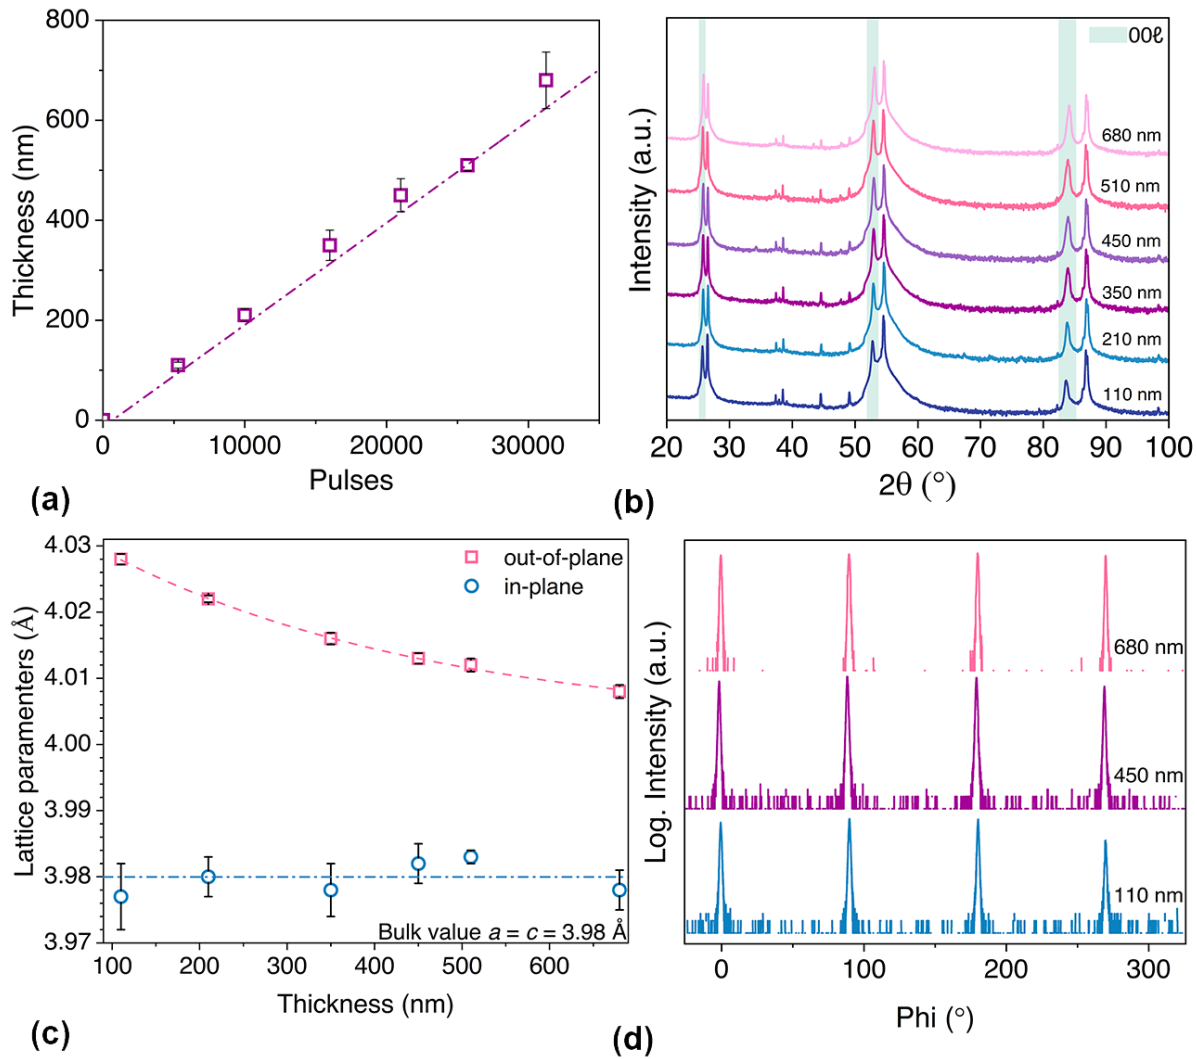 800
600
400
200
0
Thickness (nm)
0
10000
20000
30000
Pulses
(a)
Intensity (a.u.)
00ℓ
680 nm
510 nm
450 nm
350 nm
210 nm
110 nm
20 30 40 50 60 70 80 90 100
2θ (°)
(b)
4.03
4.02
4.01
4.00
3.99
3.98
3.97
Lattice paramenters (Å)
out-of-plane
in-plane
Bulk value a = c = 3.98 Å
100 200 300 400 500 600
Thickness (nm)
(c)
Log. Intensity (a.u.)
680 nm
450 nm
110 nm
0 100 200 300
Phi (°)
(d)